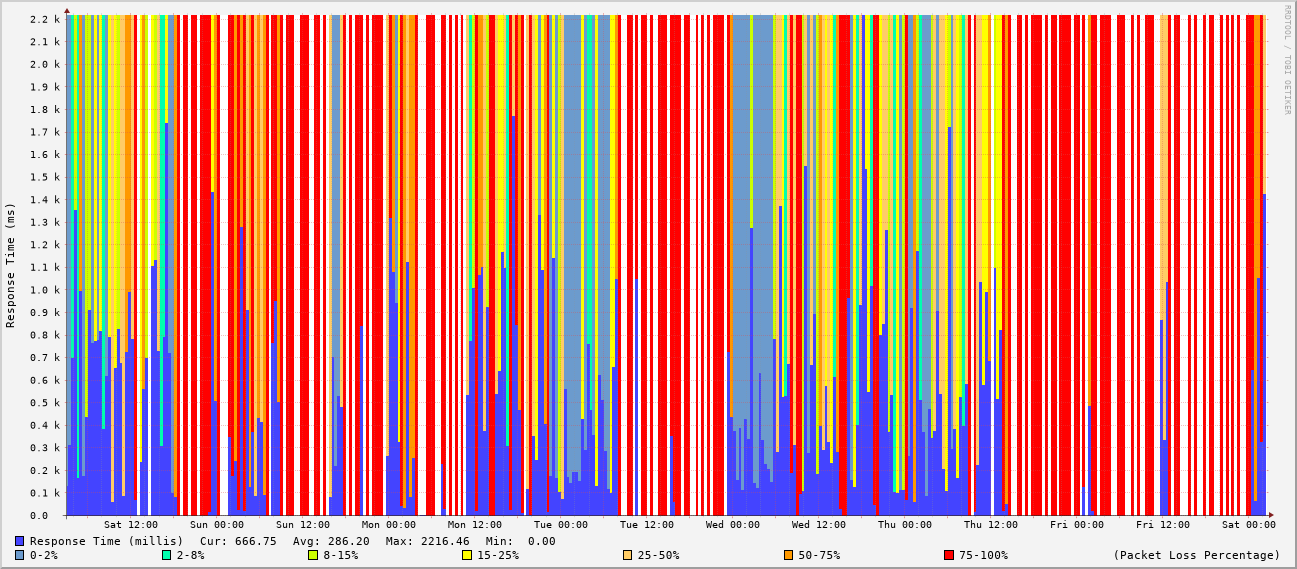 2.2 k
2.1 k
2.0 k
1.9 k
1.8 k
1.7 k
1.6 k
1.5 k
1.4 k
1.3 k
1.2 k
1.1 k
1.0 k
0.9 k
0.8 k
0.7 k
0.6 k
0.5 k
0.4 k
0.3 k
0.2 k
0.1 k
0.0
Response Time (ms)
RRDTOOL / TOBI OETIKER
Sat 12:00 Sun 00:00 Sun 12:00 Mon 00:00 Mon 12:00 Tue 00:00 Tue 12:00 Wed 00:00 Wed 12:00 Thu 00:00 Thu 12:00 Fri 00:00 Fri 12:00 Sat 00:00
Response Time (millis) Cur: 666.75 Avg: 286.20 Max: 2216.46 Min: 0.00
0-2% 2-8% 8-15% 15-25% 25-50% 50-75% 75-100% (Packet Loss Percentage)